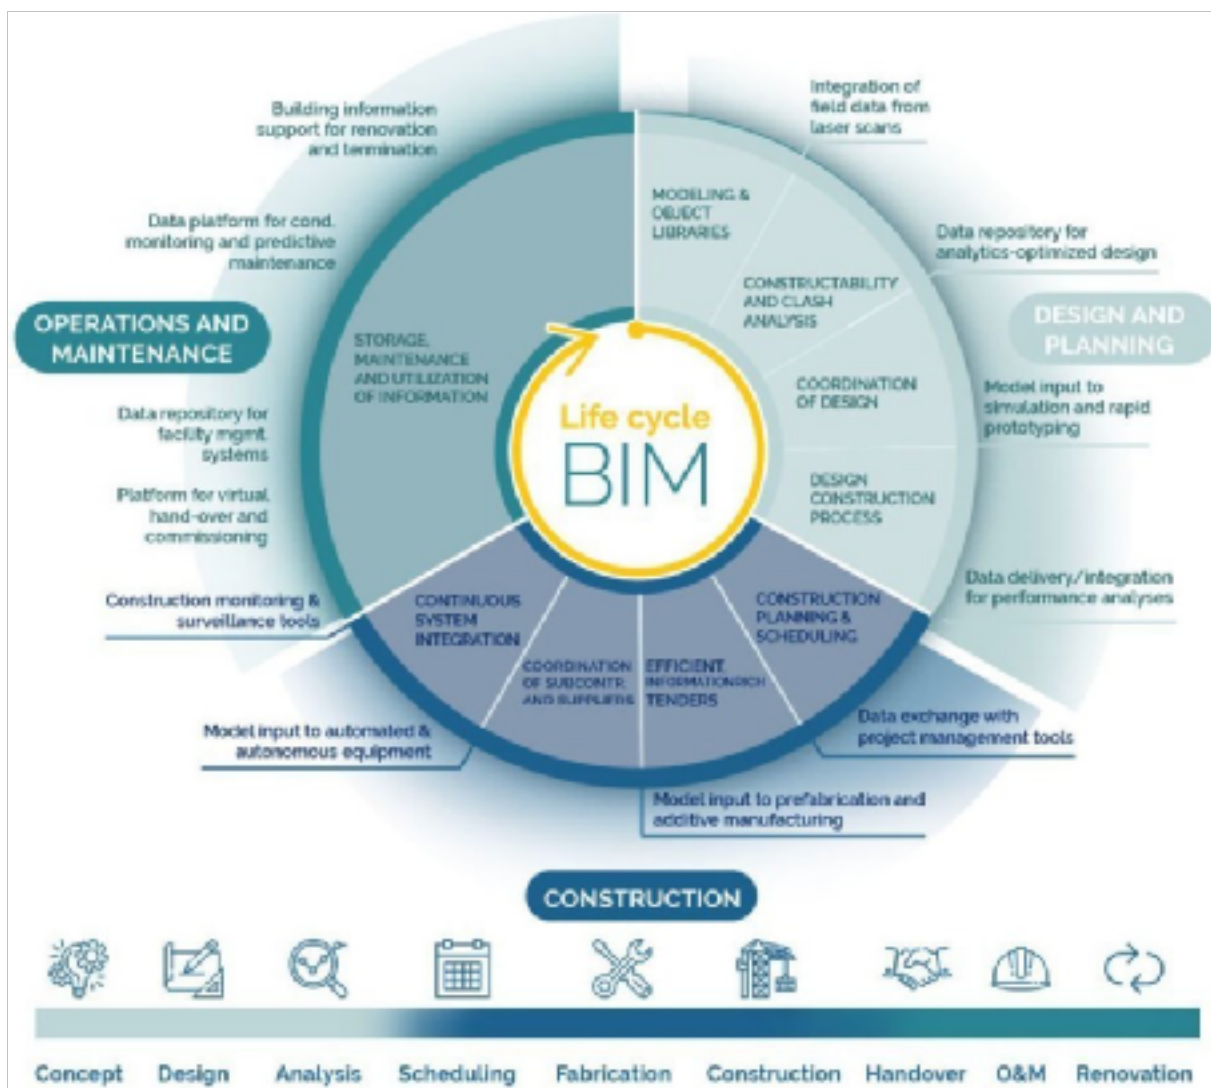 Building information
support for renovation
and termination
Integration of
field data from
laser scans
MODELING &
OBJECT
LIBRARIES
Data platform for cond.
monitoring and predictive
maintenance
Data repository for
analytics-optimized design
CONSTRUCTABILITY
AND CLASH
ANALYSIS
OPERATIONS AND
MAINTENANCE
DESIGN AND
PLANNING
STORAGE,
MAINTENANCE
AND UTILIZATION
OF INFORMATION
COORDINATION
OF DESIGN
Model input to
simulation and rapid
prototyping
Life cycle
BIM
Data repository for
facility mgmt.
systems
DESIGN
CONSTRUCTION
PROCESS
Platform for virtual
hand-over and
commissioning
Data delivery/integration
for performance analyses
Construction monitoring &
surveillance tools
CONTINUOUS
SYSTEM
INTEGRATION
CONSTRUCTION
PLANNING &
SCHEDULING
COORDINATION
OF SUBCONTR.
AND SUPPLIERS
EFFICIENT,
INFORMATION RICH
TENDERS
Model input to automated &
autonomous equipment
Data exchange with
project management tools
Model input to prefabrication and
additive manufacturing
CONSTRUCTION
Concept Design Analysis Scheduling Fabrication Construction Handover O&M Renovation